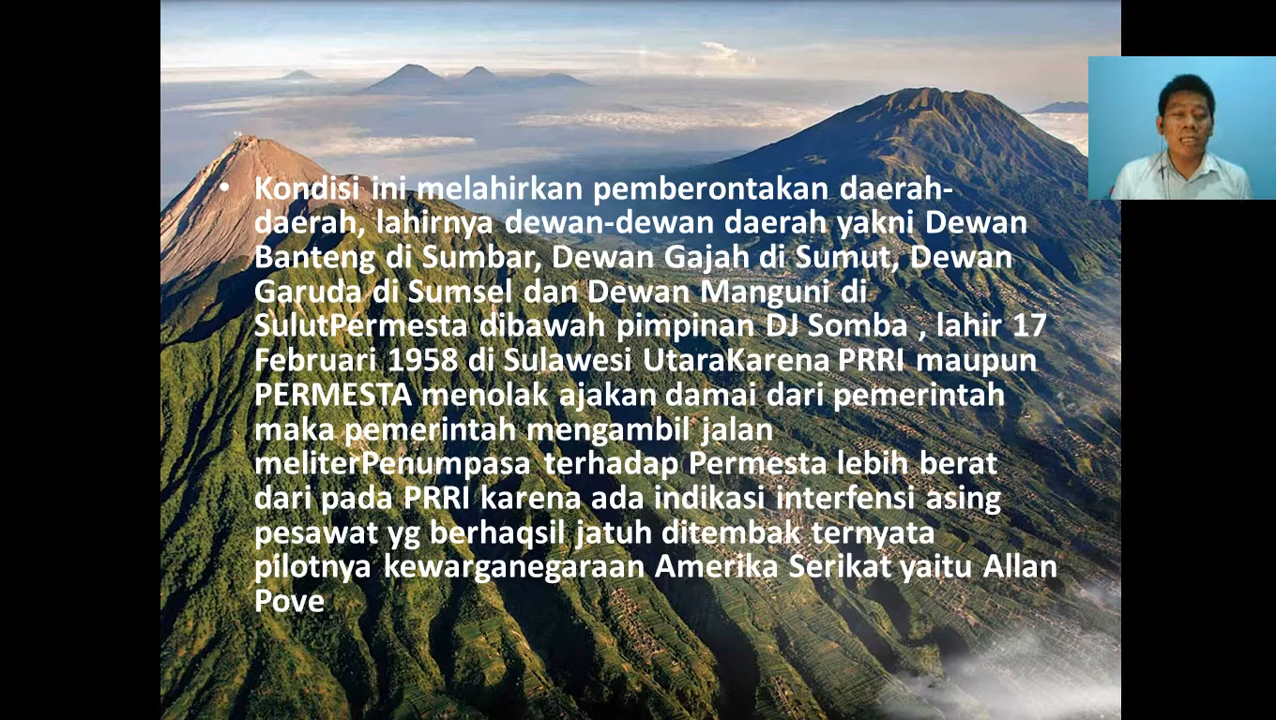 • Kondisi ini melahirkan pemberontakan daerah-
daerah, lahirnya dewan-dewan daerah yakni Dewan
Banteng di Sumbar, Dewan Gajah di Sumut, Dewan
Garuda di Sumsel dan Dewan Manguni di
SulutPermesta dibawah pimpinan DJ Somba , lahir 17
Februari 1958 di Sulawesi UtaraKarena PRRI maupun
PERMESTA menolak ajakan damai dari pemerintah
maka pemerintah mengambil jalan
meliterPenumpasa terhadap Permesta lebih berat
dari pada PRRI karena ada indikasi interfensi asing
pesawat yg berhaqsil jatuh ditembak ternyata
pilotnya kewarganegaraan Amerika Serikat yaitu Allan
Pove